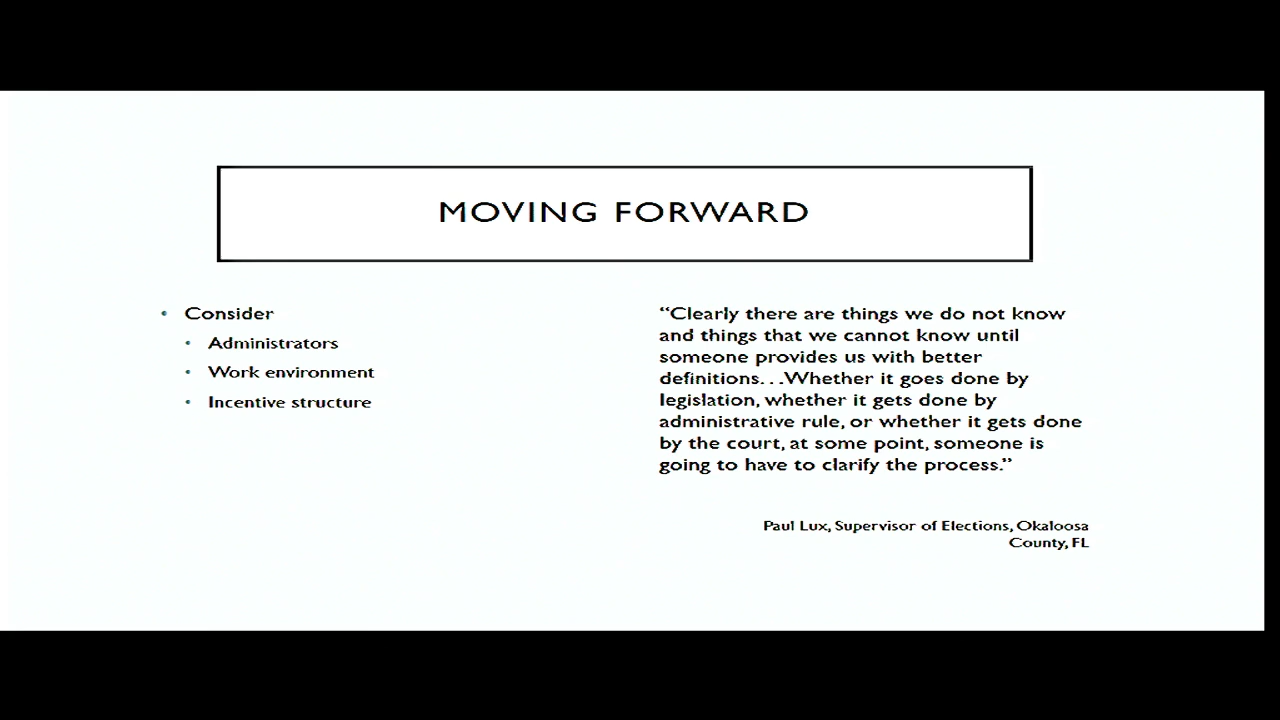 MOVING FORWARD
• Consider
• Administrators
• Work environment
• Incentive structure
“Clearly there are things we do not know
and things that we cannot know until
someone provides us with better
definitions…Whether it goes done by
legislation, whether it gets done by
administrative rule, or whether it gets done
by the court, at some point, someone is
going to have to clarify the process.”
Paul Lux, Supervisor of Elections, Okaloosa
County, FL